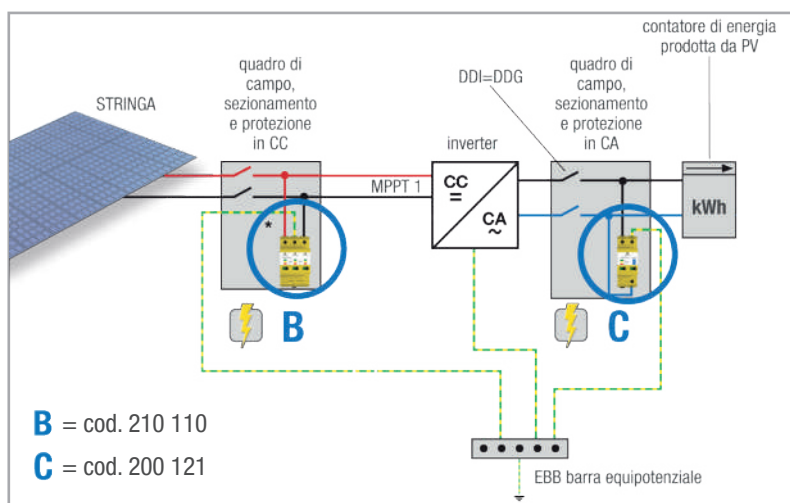 contatore di energia
prodotta da PV
quadro di
campo,
sezionamento
e protezione
in CC
STRINGA
DDI=DDG
quadro di
campo,
sezionamento
e protezione
in CA
inverter
MPPT 1
CC
=
CA
~
kWh
*
B
C
B = cod. 210 110
C = cod. 200 121
EBB barra equipotenziale